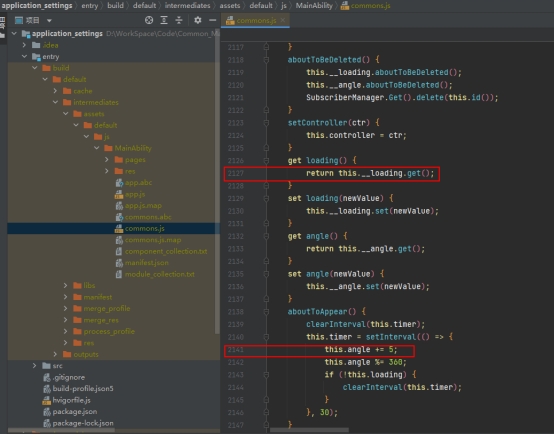 application_settings › entry › build › default › intermediates › assets › default › js › MainAbility › commons.js
项目
commons.js
application_settings D:\WorkSpace\Code\Common_Ma
.idea
entry
build
default
cache
intermediates
assets
default
js
MainAbility
pages
res
app.abc
app.js
app.js.map
commons.abc
commons.js
commons.js.map
component_collection.txt
manifest.json
module_collection.txt
libs
manifest
merge_profile
merge_res
process_profile
res
outputs
src
.gitignore
build-profile.json5
hvigorfile.js
package.json
package-lock.json
2117 }
2118 aboutToBeDeleted() {
2119 this.__loading.aboutToBeDeleted();
2120 this.__angle.aboutToBeDeleted();
2121 SubscriberManager.Get().delete(this.id());
2122 }
2123 setController(ctr) {
2124 this.controller = ctr;
2125 }
2126 get loading() {
2127 return this.__loading.get();
2128 }
2129 set loading(newValue) {
2130 this.__loading.set(newValue);
2131 }
2132 get angle() {
2133 return this.__angle.get();
2134 }
2135 set angle(newValue) {
2136 this.__angle.set(newValue);
2137 }
2138 aboutToAppear() {
2139 clearInterval(this.timer);
2140 this.timer = setInterval(() => {
2141 this.angle += 5;
2142 this.angle %= 360;
2143 if (!this.loading) {
2144 clearInterval(this.timer);
2145 }
2146 }, 30);
2147 }